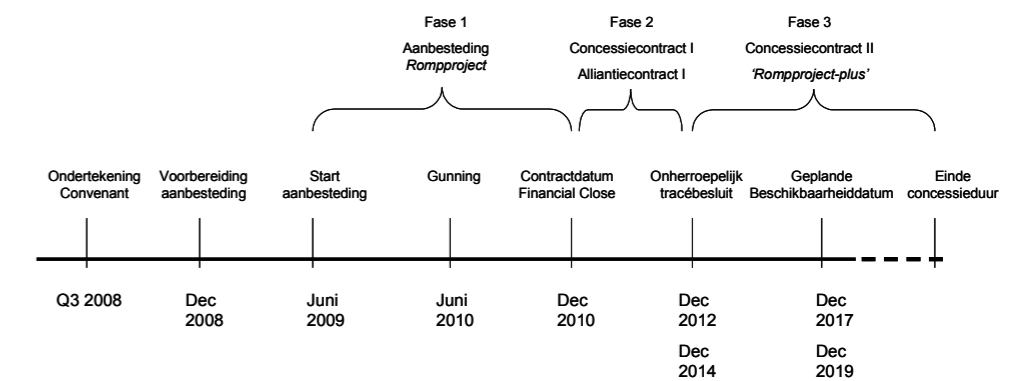 Fase 1
Aanbesteding
Rompproject
Fase 2
Concessiecontract I
Alliantiecontract I
Fase 3
Concessiecontract II
'Rompproject-plus'
Ondertekening
Convenant
Voorbereiding
aanbesteding
Start
aanbesteding
Gunning
Contractdatum
Financial Close
Onherroepelijk
tracébesluit
Geplande
Beschikbaarheiddatum
Einde
concessieduur
Q3 2008
Dec
2008
Juni
2009
Juni
2010
Dec
2010
Dec
2012
Dec
2017
Dec
2014
Dec
2019